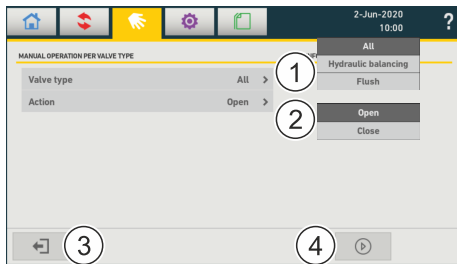 2-Jun-2020
10:00
?
MANUAL OPERATION PER VALVE TYPE
All
Hydraulic balancing
Flush
1
Valve type All >
Action Open >
2
Open
Close
3
4